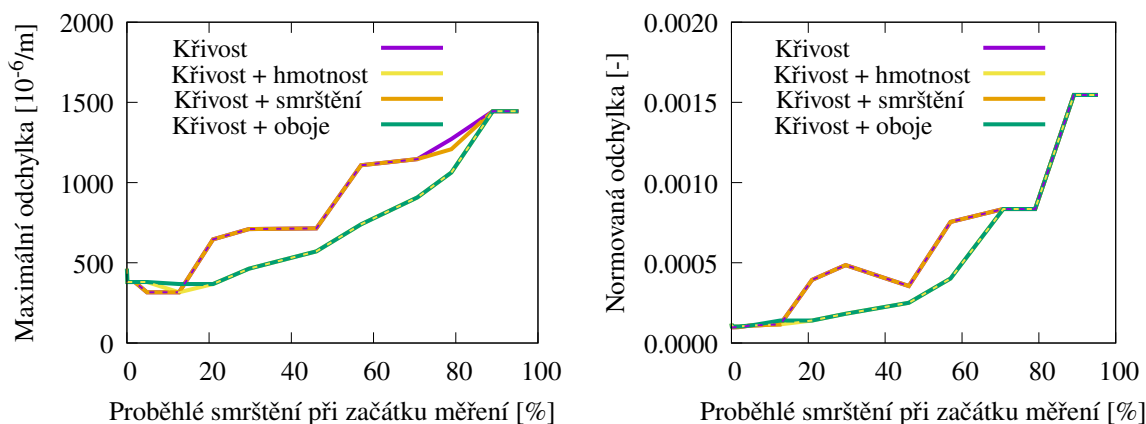 Maximální odchylka [10⁻⁶/m]
2000
1500
1000
500
0
Křivost
Křivost + hmotnost
Křivost + smrštění
Křivost + oboje
0 20 40 60 80 100
Proběhlé smrštění při začátku měření [%]
Normovaná odchylka [-]
0.0020
0.0015
0.0010
0.0005
0.0000
Křivost
Křivost + hmotnost
Křivost + smrštění
Křivost + oboje
0 20 40 60 80 100
Proběhlé smrštění při začátku měření [%]